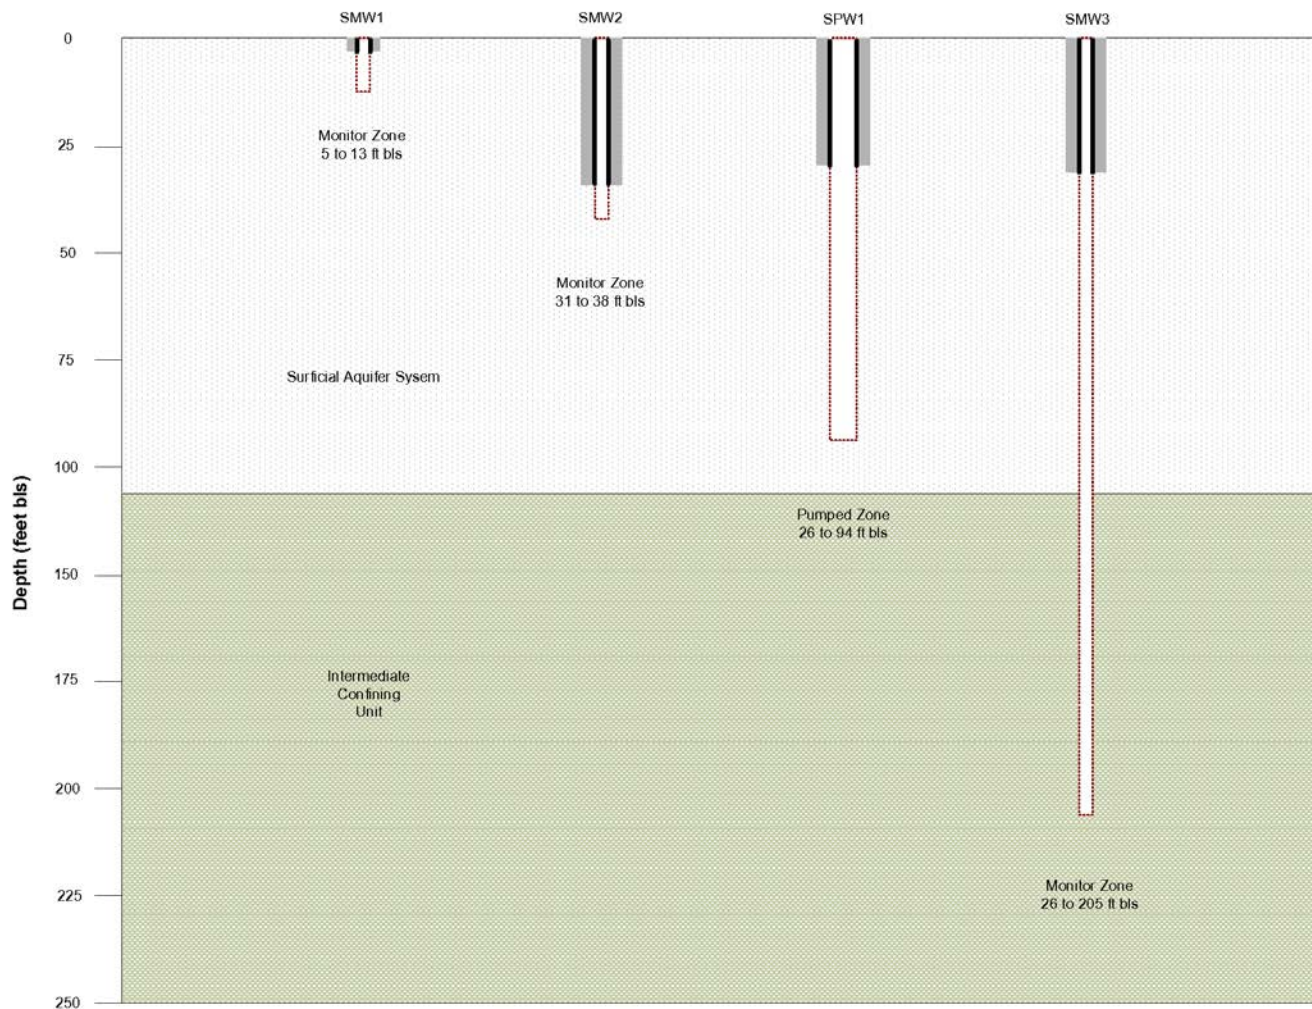 SMW1
SMW2
SPW1
SMW3
0
25
50
75
100
150
175
200
225
250
Depth (feet bls)
Monitor Zone
5 to 13 ft bls
Monitor Zone
31 to 38 ft bls
Surficial Aquifer Sysem
Pumped Zone
26 to 94 ft bls
Intermediate
Confining
Unit
Monitor Zone
26 to 205 ft bls